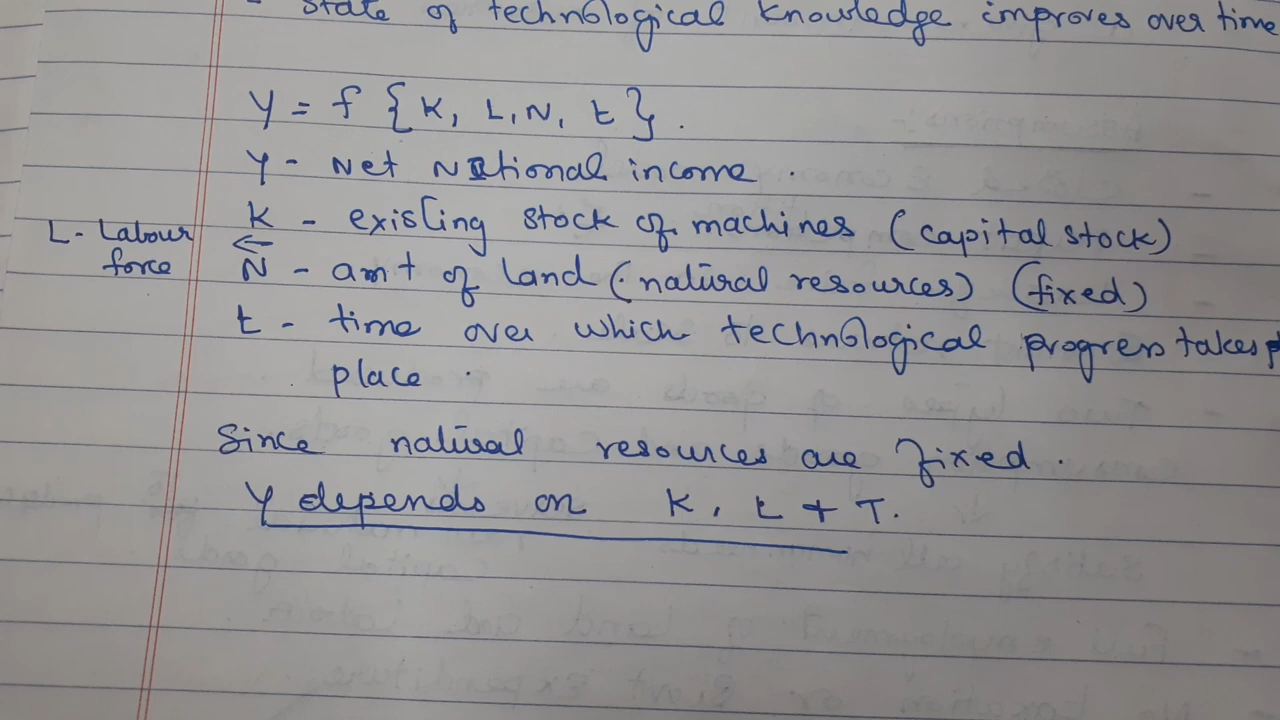 - state of technological knowledge improves over time
Y = f { K, L, N, t } .
Y - Net National income .
K - existing stock of machines (capital stock)
L - Labour
force
N - amt of land (natural resources) (fixed)
t - time over which technological progress takes
place .
Since natural resources are fixed .
Y depends on K, t + T.